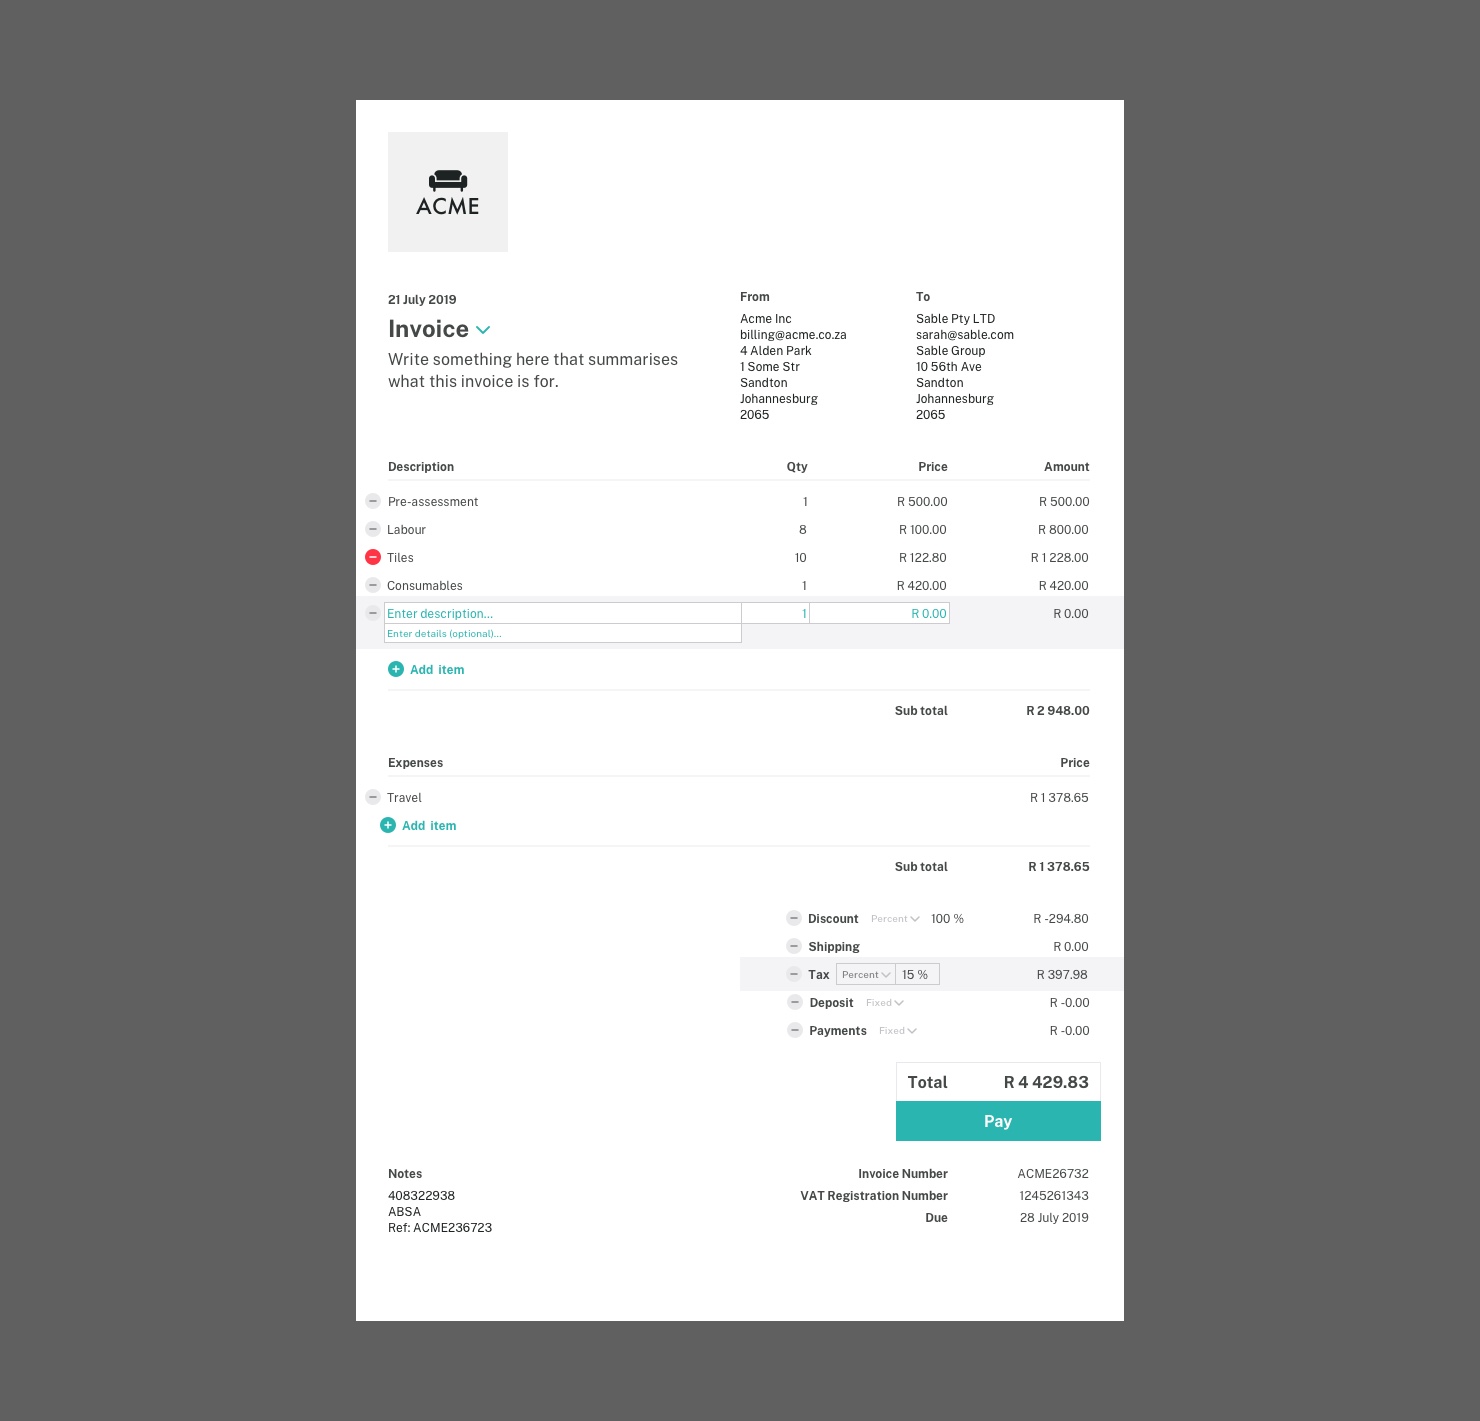 ACME
21 July 2019
Invoice
Write something here that summarises
what this invoice is for.
From
Acme Inc
billing@acme.co.za
4 Alden Park
1 Some Str
Sandton
Johannesburg
2065
To
Sable Pty LTD
sarah@sable.com
Sable Group
10 56th Ave
Sandton
Johannesburg
2065
Description Qty Price Amount
Pre-assessment 1 R 500.00 R 500.00
Labour 8 R 100.00 R 800.00
Tiles 10 R 122.80 R 1 228.00
Consumables 1 R 420.00 R 420.00
Enter description... 1 R 0.00 R 0.00
Enter details (optional)...
Add item
Sub total R 2 948.00
Expenses Price
Travel R 1 378.65
Add item
Sub total R 1 378.65
Discount Percent 100 % R -294.80
Shipping R 0.00
Tax Percent 15 % R 397.98
Deposit Fixed R -0.00
Payments Fixed R -0.00
Total R 4 429.83
Pay
Notes
408322938
ABSA
Ref: ACME236723
Invoice Number ACME26732
VAT Registration Number 1245261343
Due 28 July 2019